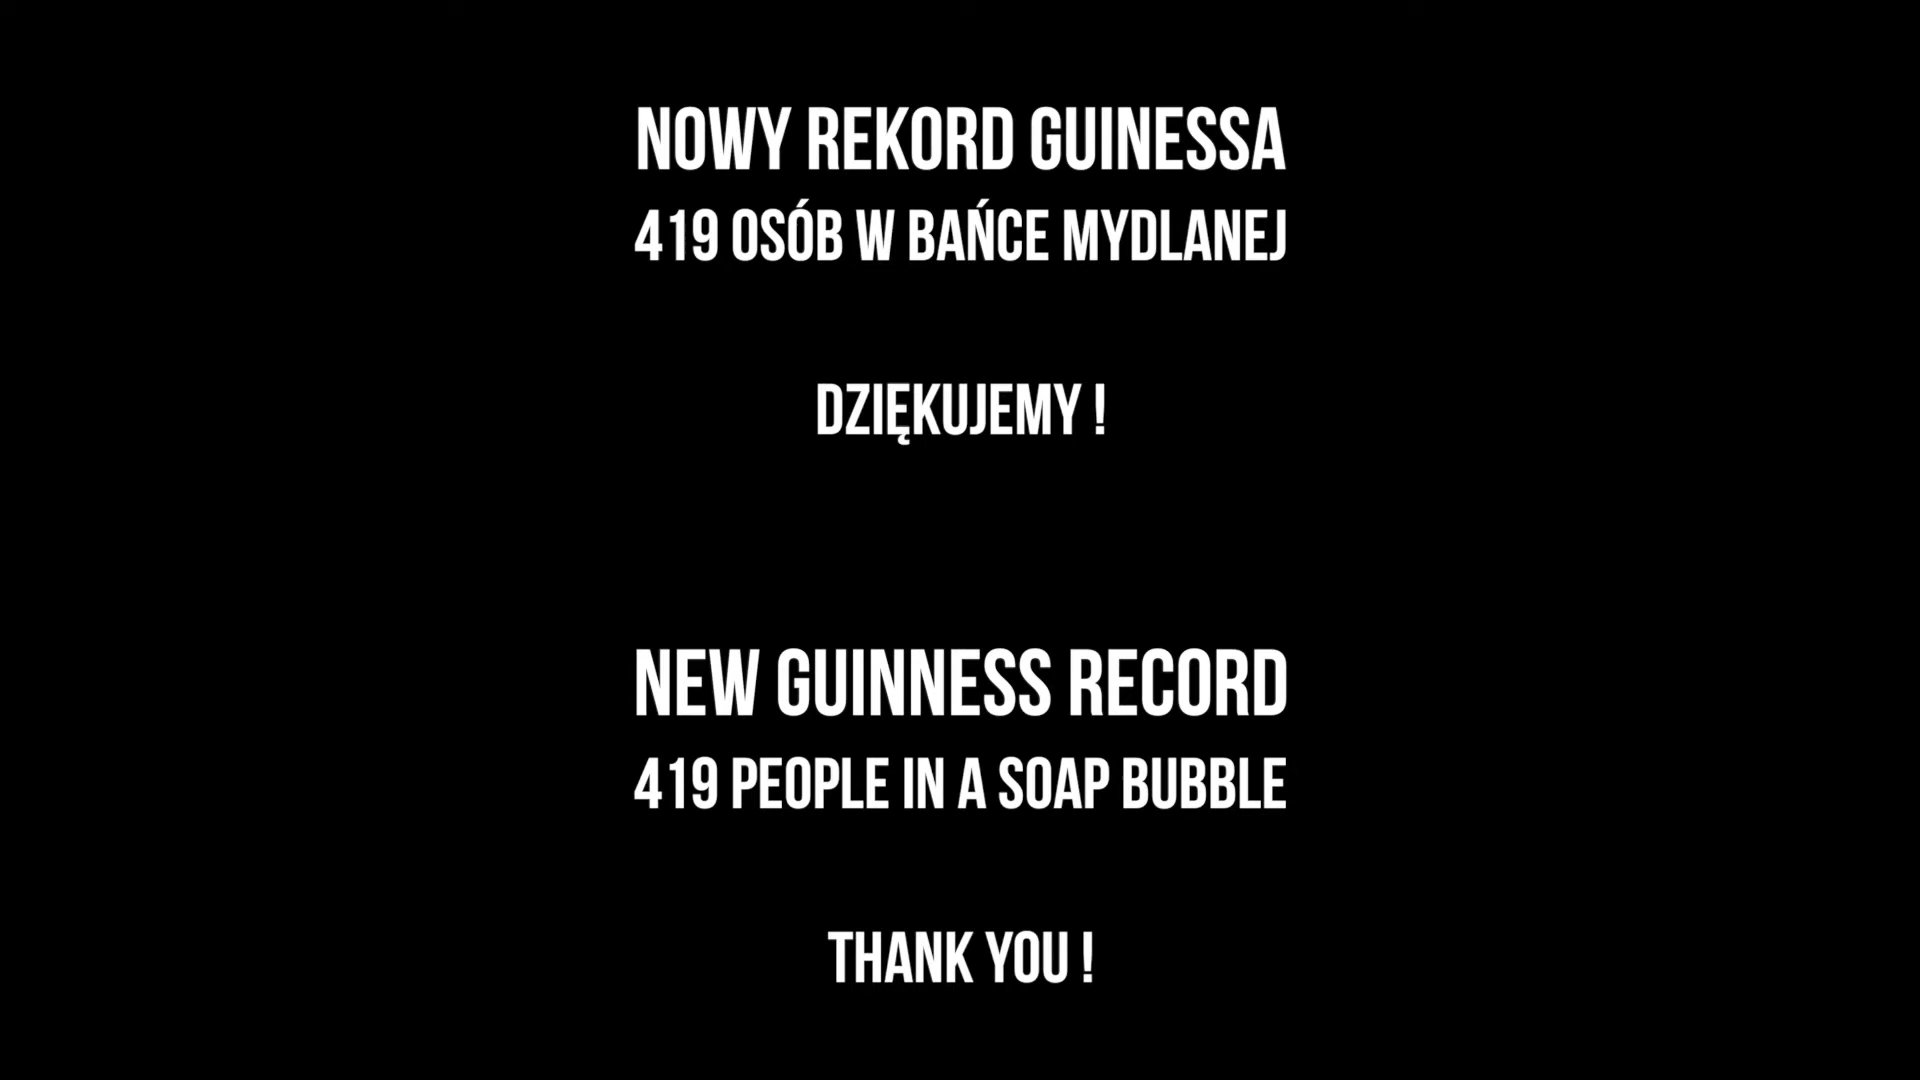 NOWY REKORD GUINESSA
419 OSÓB W BAŃCE MYDLANEJ
DZIĘKUJEMY !
NEW GUINNESS RECORD
419 PEOPLE IN A SOAP BUBBLE
THANK YOU !